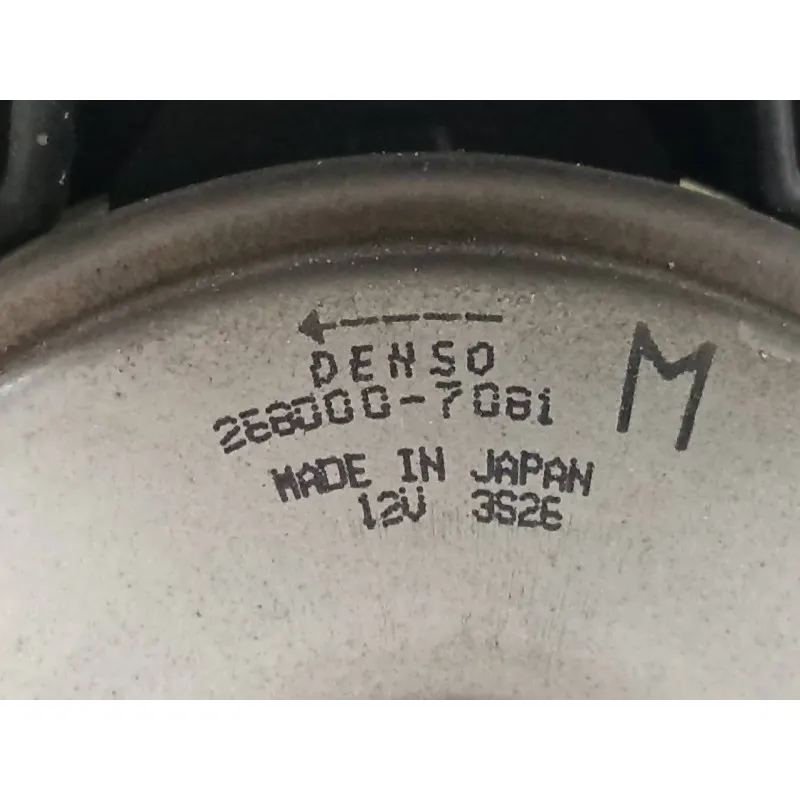 DENSO
268000-7081
M
MADE IN JAPAN
12V 3S26